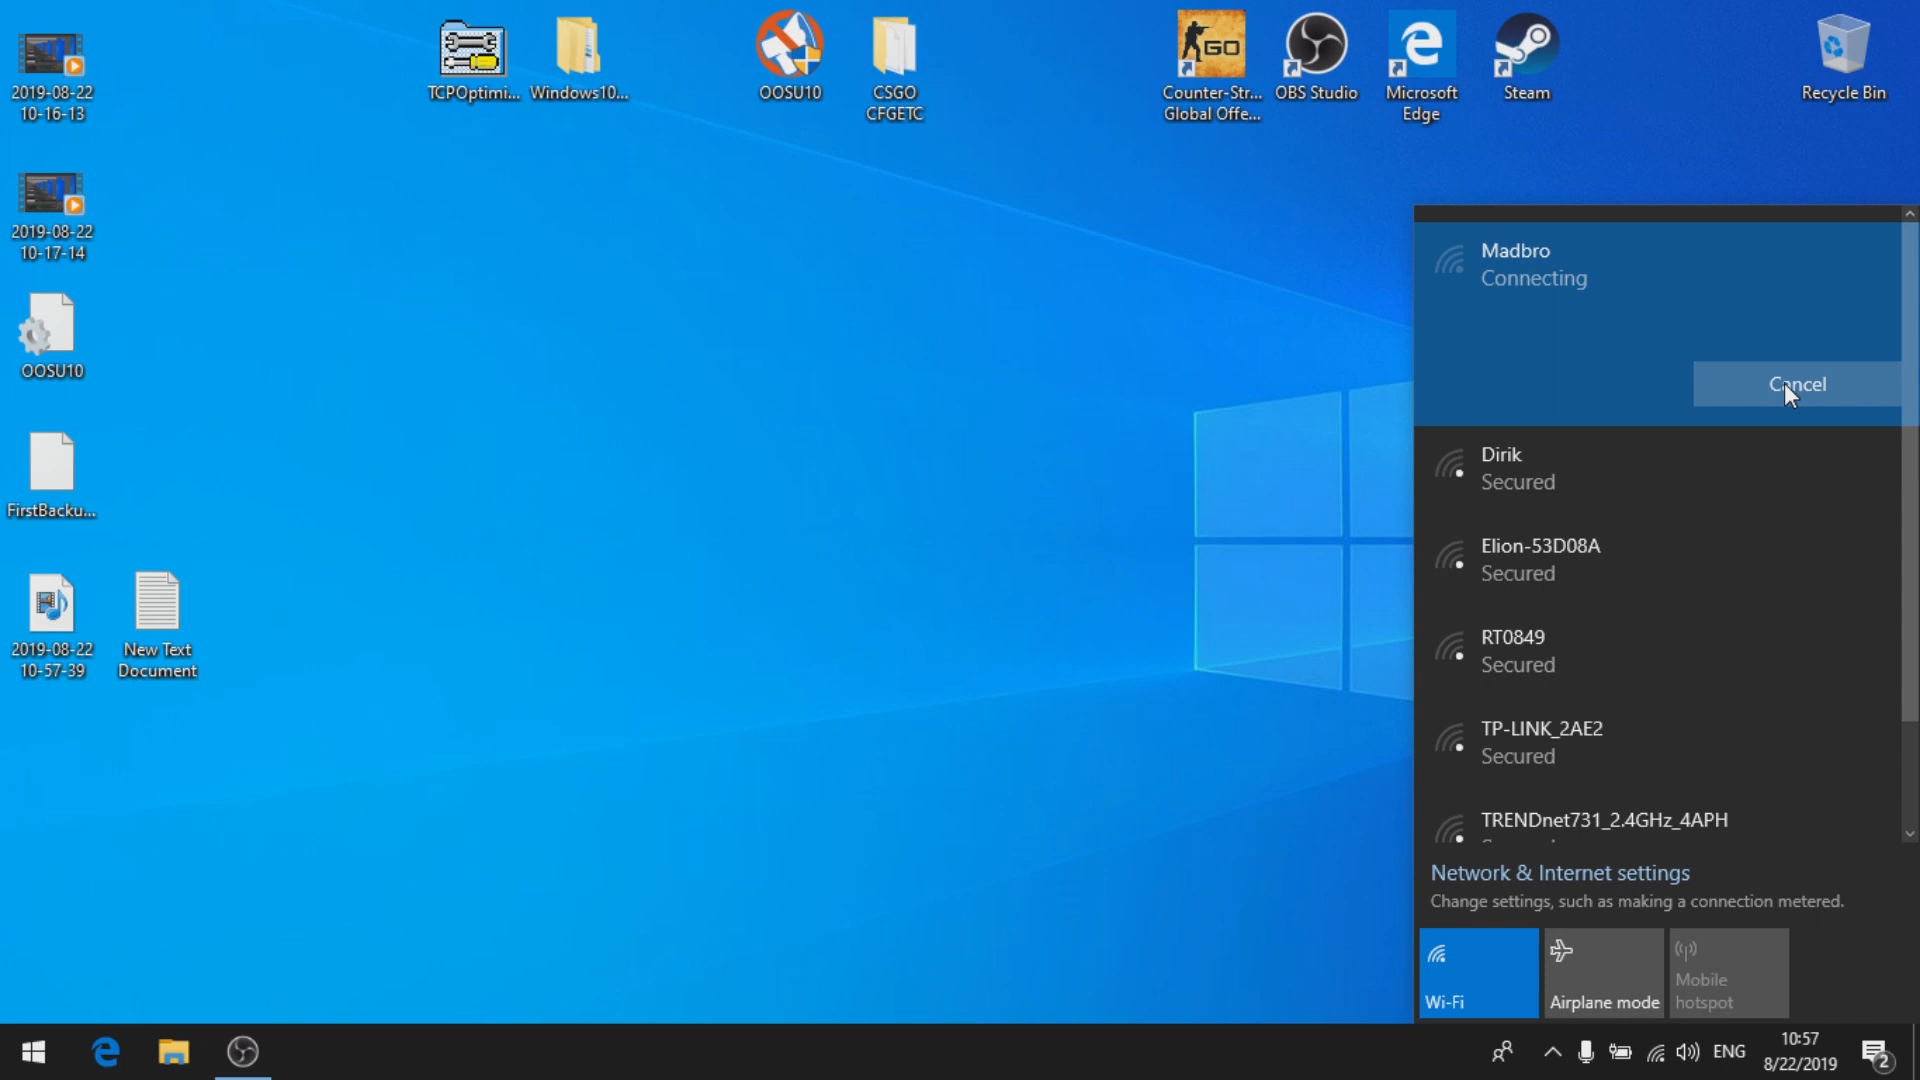 2019-08-22
10-16-13
TCPOptimi...
Windows10...
OOSU10
CSGO
CFGETC
GO
Counter-Str...
Global Offe...
OBS Studio
Microsoft
Edge
Steam
Recycle Bin
2019-08-22
10-17-14
OOSU10
FirstBacku...
2019-08-22
10-57-39
New Text
Document
Madbro
Connecting
Cancel
Dirik
Secured
Elion-53D08A
Secured
RT0849
Secured
TP-LINK_2AE2
Secured
TRENDnet731_2.4GHz_4APH
Network & Internet settings
Change settings, such as making a connection metered.
Wi-Fi
Airplane mode
Mobile
hotspot
ENG
10:57
8/22/2019
2